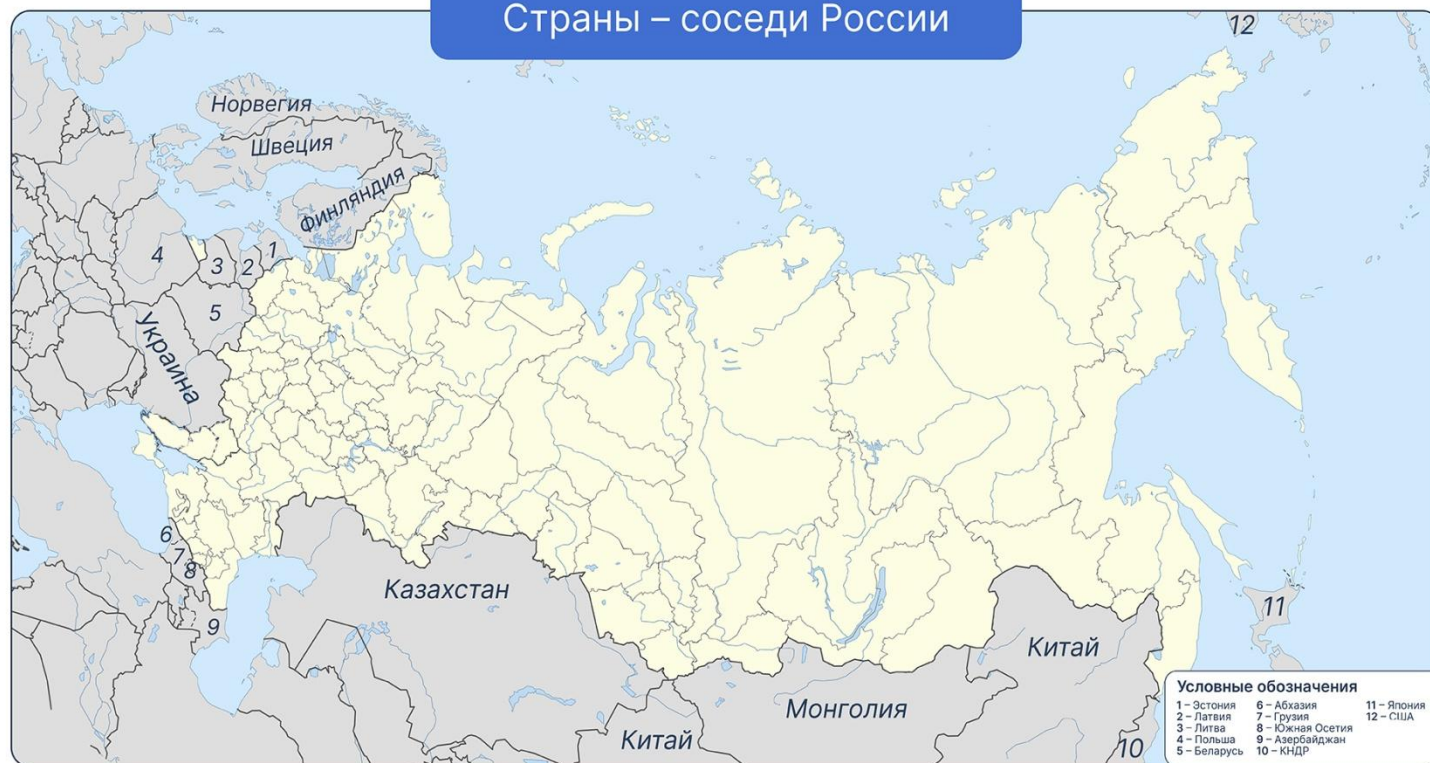 Страны – соседи России
12
Норвегия
Швеция
Финляндия
1
2
3
4
5
Украина
6
7
8
9
Казахстан
Китай
Монголия
Китай
10
11
Условные обозначения
1 – Эстония
2 – Латвия
3 – Литва
4 – Польша
5 – Беларусь
6 – Абхазия
7 – Грузия
8 – Южная Осетия
9 – Азербайджан
10 – КНДР
11 – Япония
12 – США